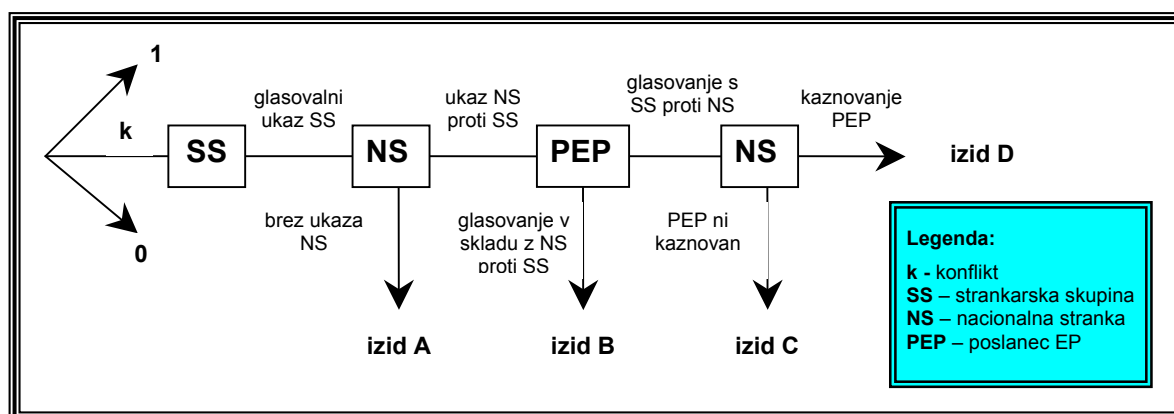 1
k
0
SS
glasovalni
ukaz SS
NS
brez ukaza
NS
izid A
ukaz NS
proti SS
PEP
glasovanje v
skladu z NS
proti SS
izid B
glasovanje s
SS proti NS
NS
PEP ni
kaznovan
izid C
kaznovanje
PEP
izid D
Legenda:
k - konflikt
SS – strankarska skupina
NS – nacionalna stranka
PEP – poslanec EP